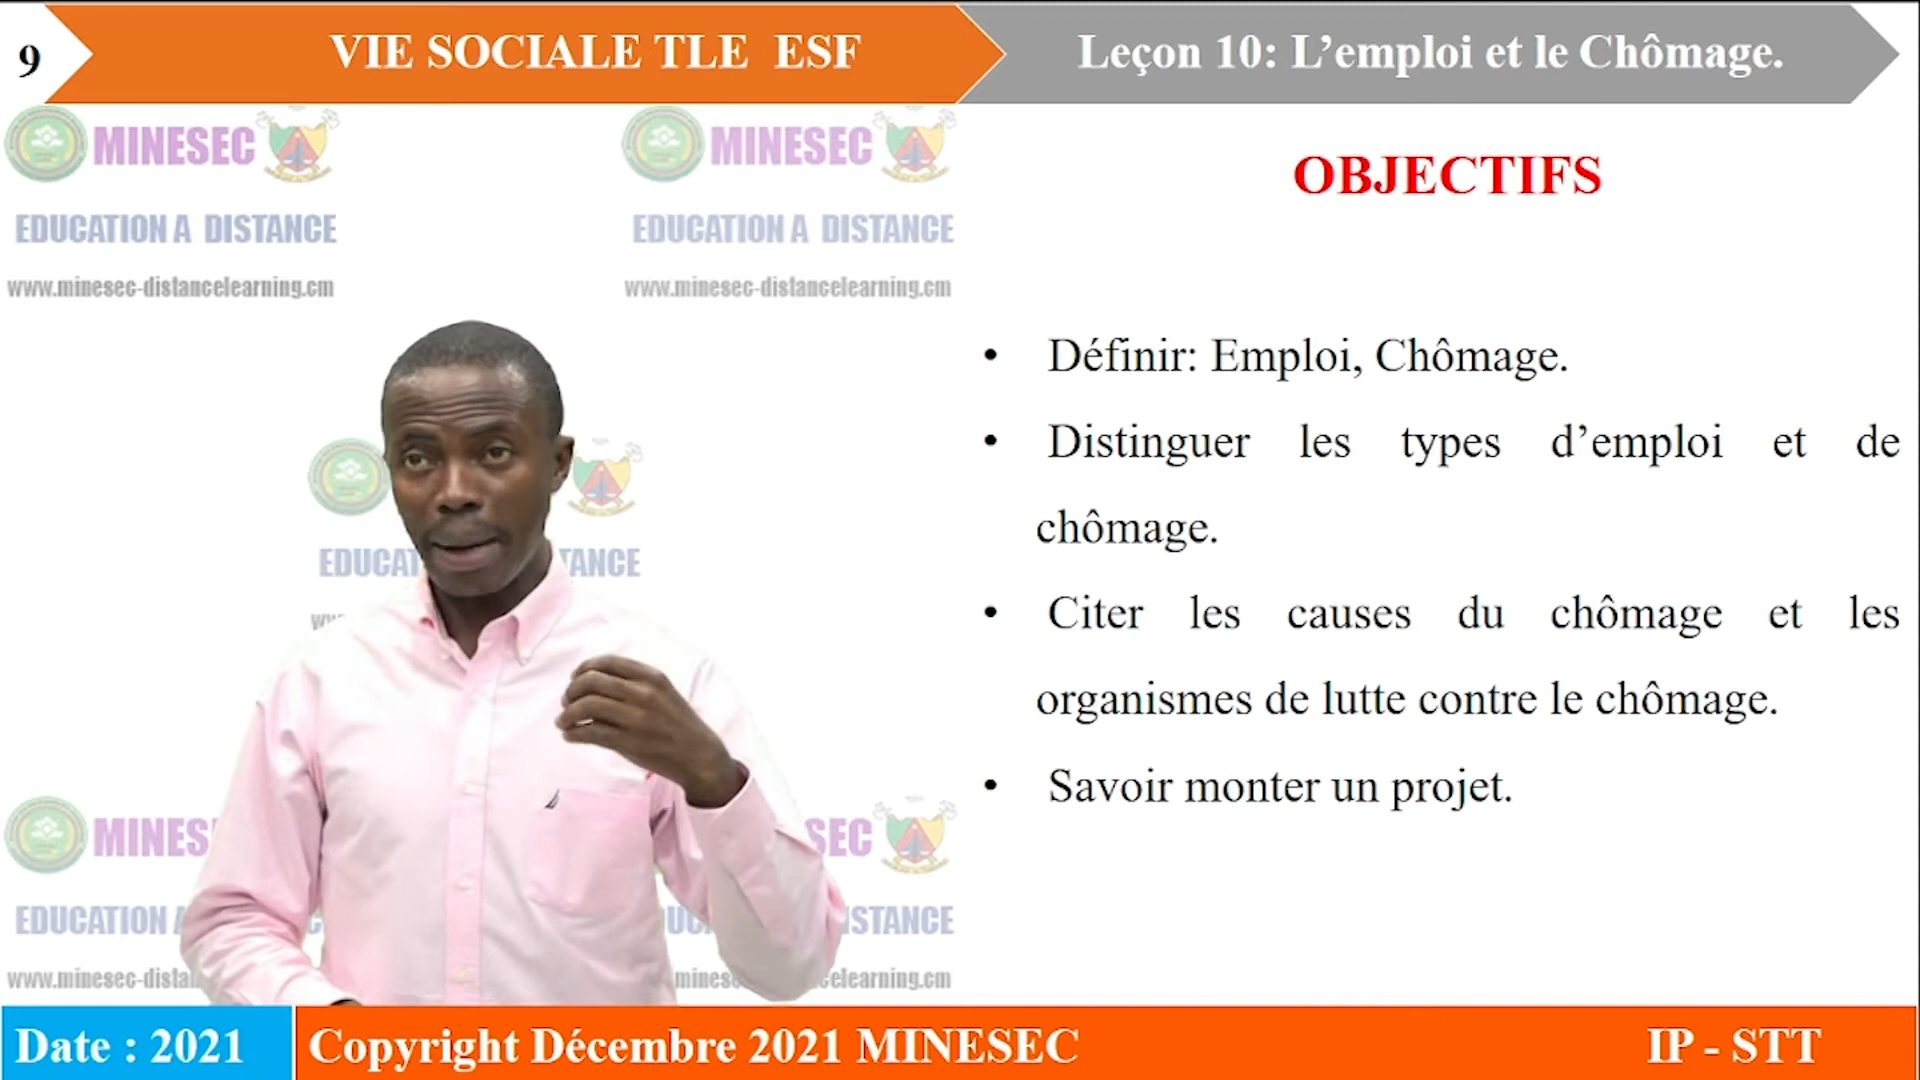 9
VIE SOCIALE TLE ESF
Leçon 10: L’emploi et le Chômage.
MINESEC
EDUCATION A DISTANCE
www.minesec-distancelearning.cm
MINESEC
EDUCATION A DISTANCE
www.minesec-distancelearning.cm
OBJECTIFS
• Définir: Emploi, Chômage.
• Distinguer les types d’emploi et de
chômage.
• Citer les causes du chômage et les
organismes de lutte contre le chômage.
• Savoir monter un projet.
Date : 2021
Copyright Décembre 2021 MINESEC
IP - STT